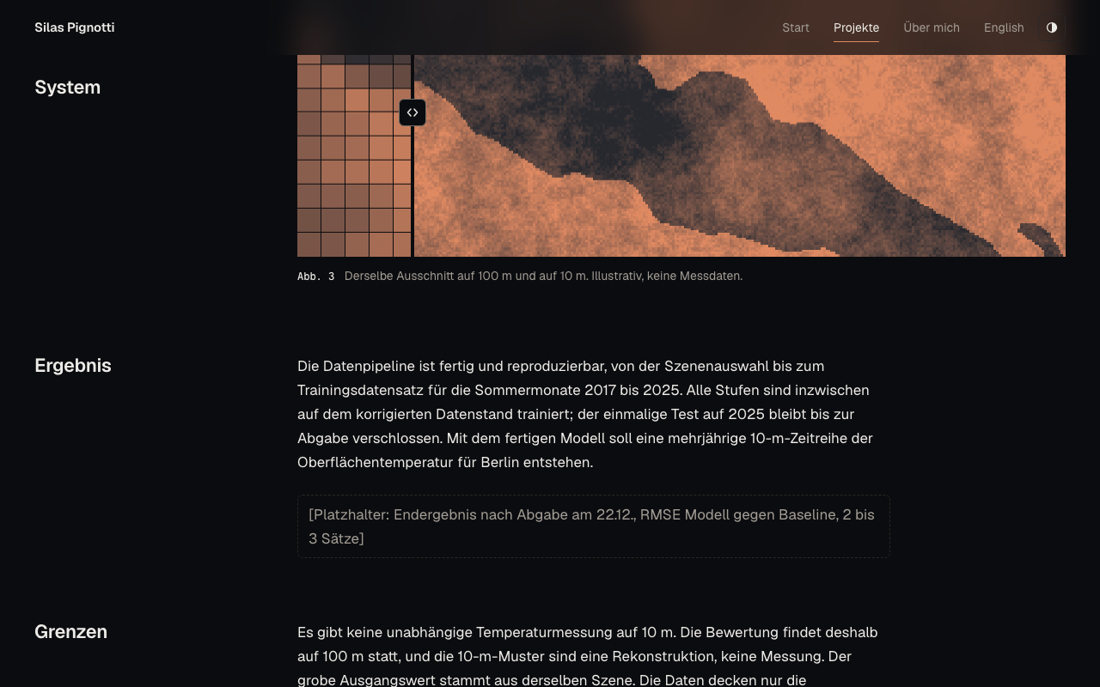 Silas Pignotti
Start
Projekte
Über mich
English
System
Abb. 3 Derselbe Ausschnitt auf 100 m und auf 10 m. Illustrativ, keine Messdaten.
Ergebnis
Die Datenpipeline ist fertig und reproduzierbar, von der Szenenauswahl bis zum
Trainingsdatensatz für die Sommermonate 2017 bis 2025. Alle Stufen sind inzwischen
auf dem korrigierten Datenstand trainiert; der einmalige Test auf 2025 bleibt bis zur
Abgabe verschlossen. Mit dem fertigen Modell soll eine mehrjährige 10-m-Zeitreihe der
Oberflächentemperatur für Berlin entstehen.
[Platzhalter: Endergebnis nach Abgabe am 22.12., RMSE Modell gegen Baseline, 2 bis
3 Sätze]
Grenzen
Es gibt keine unabhängige Temperaturmessung auf 10 m. Die Bewertung findet deshalb
auf 100 m statt, und die 10-m-Muster sind eine Rekonstruktion, keine Messung. Der
grobe Ausgangswert stammt aus derselben Szene. Die Daten decken nur die